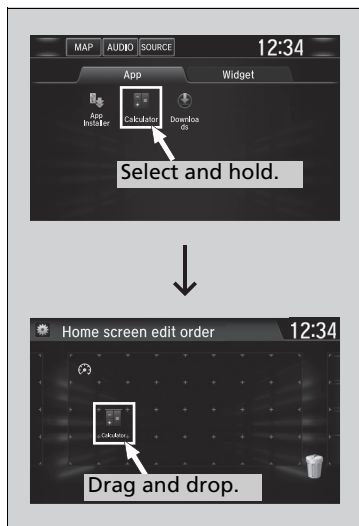 MAP AUDIO SOURCE 12:34
App Widget
App
Installer
Calculator
Downloa
ds
Select and hold.
Home screen edit order 12:34
Calculator
Drag and drop.